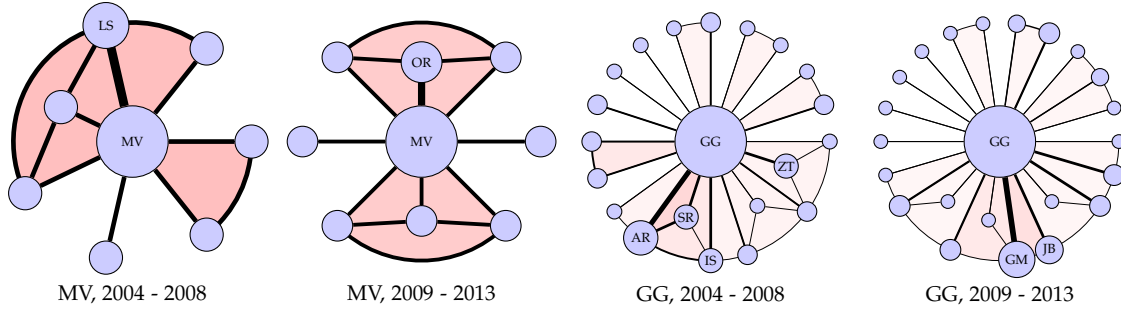 LS
MV
MV, 2004 - 2008
OR
MV
MV, 2009 - 2013
GG
ZT
SR
AR
IS
GG, 2004 - 2008
GG
JB
GM
GG, 2009 - 2013